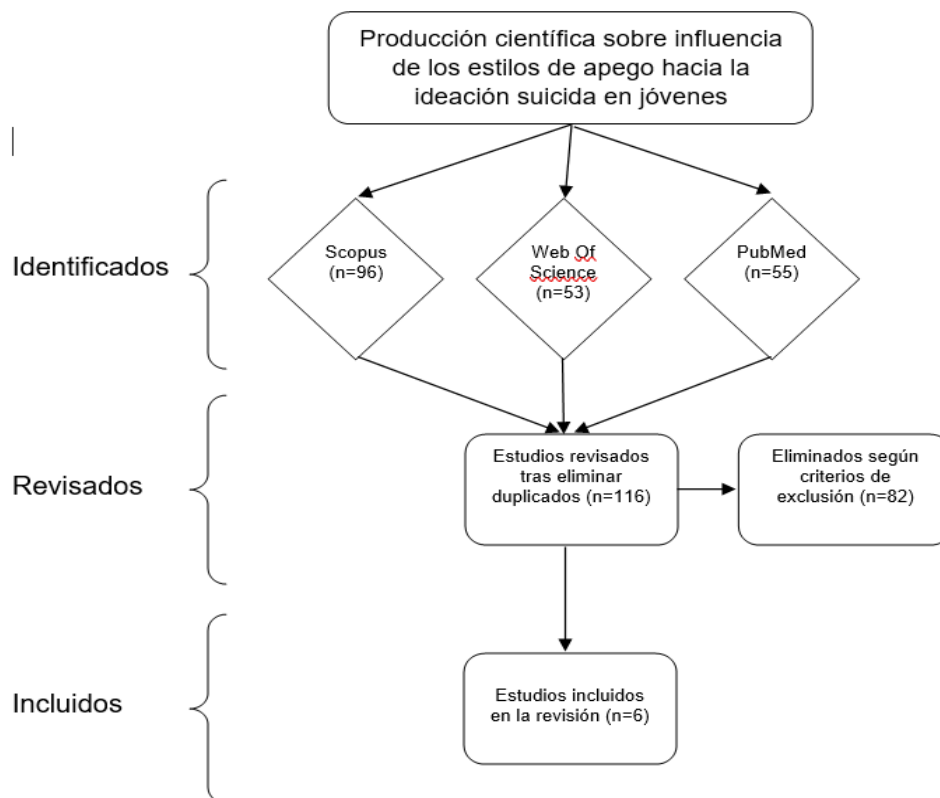 Producción científica sobre influencia
de los estilos de apego hacia la
ideación suicida en jóvenes
Identificados
Scopus
(n=96)
Web Of
Science
(n=53)
PubMed
(n=55)
Revisados
Estudios revisados
tras eliminar
duplicados (n=116)
Eliminados según
criterios de
exclusión (n=82)
Incluidos
Estudios incluidos
en la revisión (n=6)